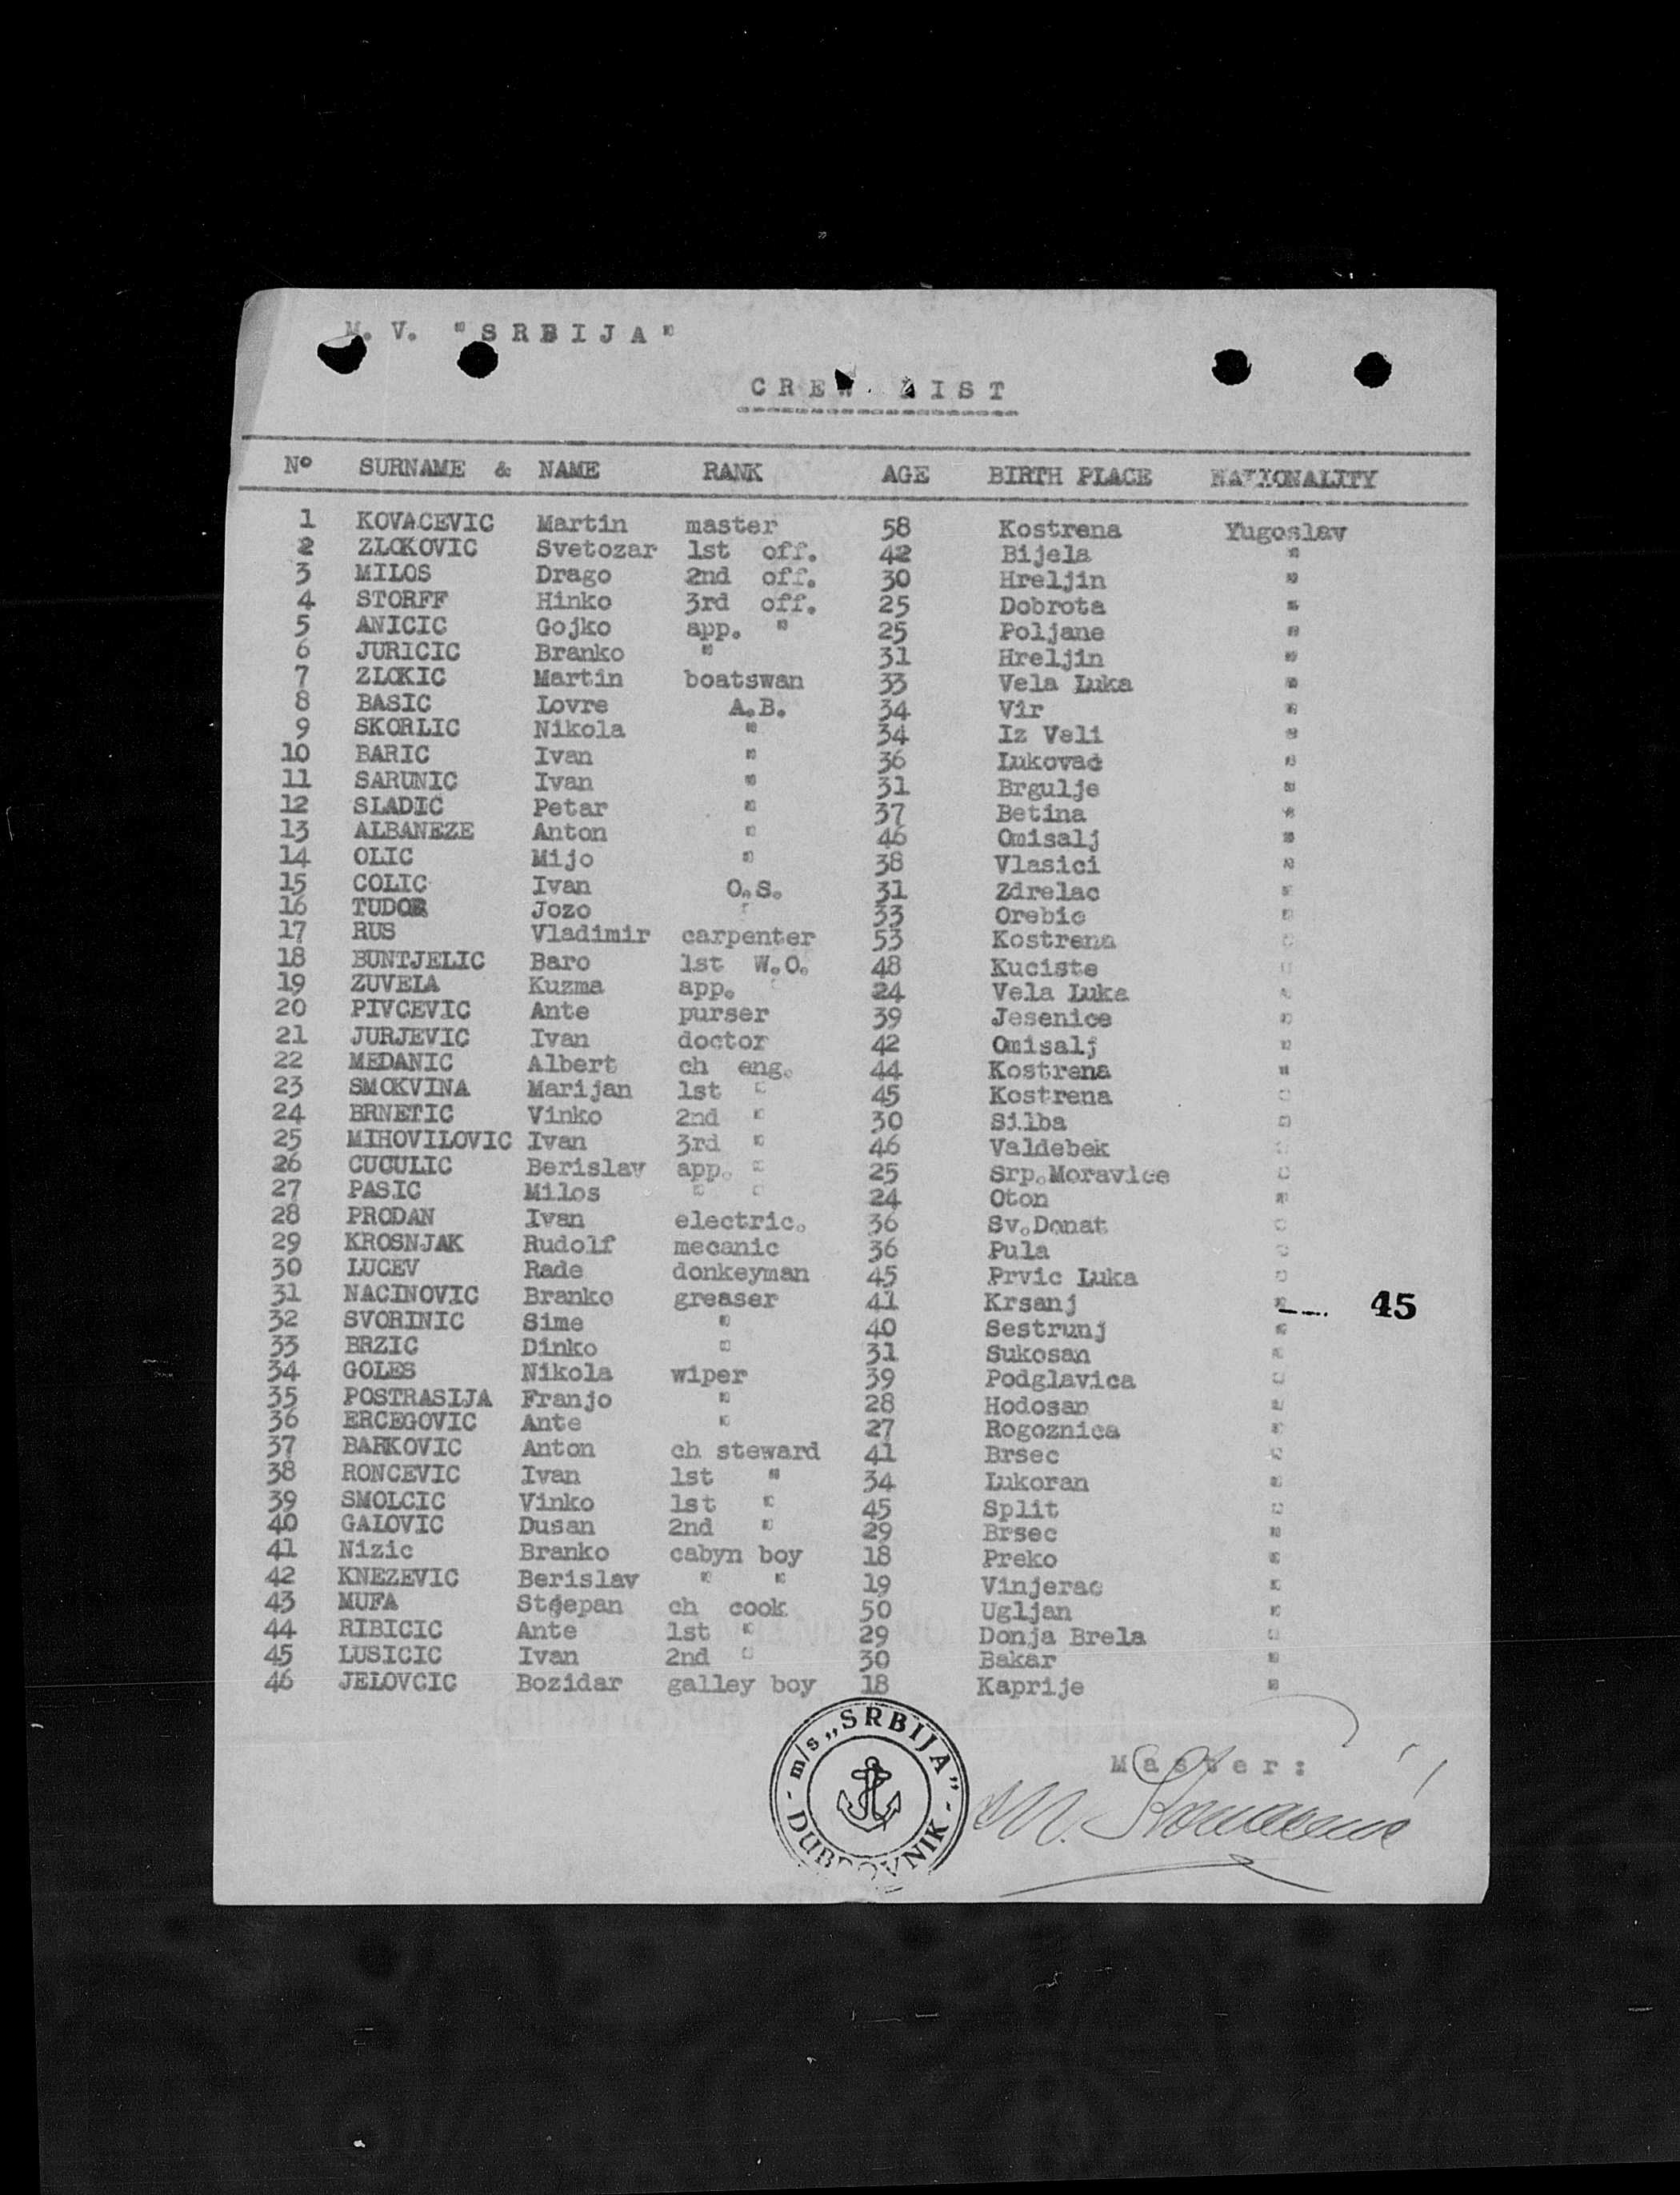 M. V. "SRBIJA"
CREW LIST
Nº SURNAME & NAME RANK AGE BIRTH PLACE NATIONALITY
1 KOVACEVIC Martin master 58 Kostrena Yugoslav
2 ZLOKOVIC Svetozar 1st off. 42 Bijela "
3 MILOS Drago 2nd off. 30 Hreljin "
4 STORFF Hinko 3rd off. 25 Dobrota "
5 ANICIC Gojko app. " 25 Poljane "
6 JURICIC Branko " 31 Hreljin "
7 ZLOKIC Martin boatswan 33 Vela Luka "
8 BASIC Lovre A.B. 34 Vir "
9 SKORLIC Nikola " 34 Iz Veli "
10 BARIC Ivan " 36 Lukovac "
11 SARUNIC Ivan " 31 Brgulje "
12 SLADIC Petar " 37 Betina "
13 ALBANEZE Anton " 46 Omisalj "
14 OLIC Mijo " 38 Vlasici "
15 COLIC Ivan O.S. 31 Zdrelac "
16 TUDOR Jozo " 33 Orebic "
17 RUS Vladimir carpenter 53 Kostrena "
18 BUNTJELIC Baro 1st W.O. 48 Kuciste "
19 ZUVELA Kuzma app. " 24 Vela Luka "
20 PIVCEVIC Ante purser 39 Jesenice "
21 JURJEVIC Ivan doctor 42 Omisalj "
22 MEDANIC Albert ch eng. 44 Kostrena "
23 SMOKVINA Marijan 1st " 45 Kostrena "
24 BRNETIC Vinko 2nd " 30 Silba "
25 MIHOVILOVIC Ivan 3rd " 46 Valdebek "
26 CUCULIC Berislav app. " 25 Srp.Moravice "
27 PASIC Milos " " 24 Oton "
28 PRODAN Ivan electric. 36 Sv.Donat "
29 KROSNJAK Rudolf mecanic 36 Pula "
30 LUCEV Rade donkeyman 45 Prvic Luka "
31 NACINOVIC Branko greaser 41 Krsanj " 45
32 SVORINIC Sime " 40 Sestrunj "
33 BRZIC Dinko " 31 Sukosan "
34 GOLES Nikola wiper 39 Podglavica "
35 POSTRASIJA Franjo " 28 Hodosan "
36 ERCEGOVIC Ante " 27 Rogoznica "
37 BARKOVIC Anton ch steward 41 Brsec "
38 RONCEVIC Ivan 1st " 34 Lukoran "
39 SMOLCIC Vinko 1st " 45 Split "
40 GALOVIC Dusan 2nd " 29 Brsec "
41 Nizic Branko cabyn boy 18 Preko "
42 KNEZEVIC Berislav " " 19 Vinjerac "
43 MUFA Stjepan ch cook 50 Ugljan "
44 RIBICIC Ante 1st " 29 Donja Brela "
45 LUSICIC Ivan 2nd " 30 Bakar "
46 JELOVCIC Bozidar galley boy 18 Kaprije "
m/s „SRBIJA" - DUBROVNIK -
Master:
M. Kovacevic